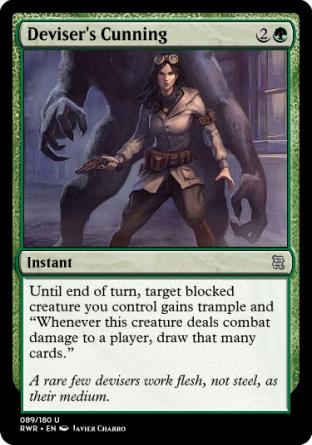 Deviser's Cunning 2
Instant
Until end of turn, target blocked
creature you control gains trample and
“Whenever this creature deals combat
damage to a player, draw that many
cards.”
A rare few devisers work flesh, not steel, as
their medium.
089/180 U
RWR • EN Javier Charro